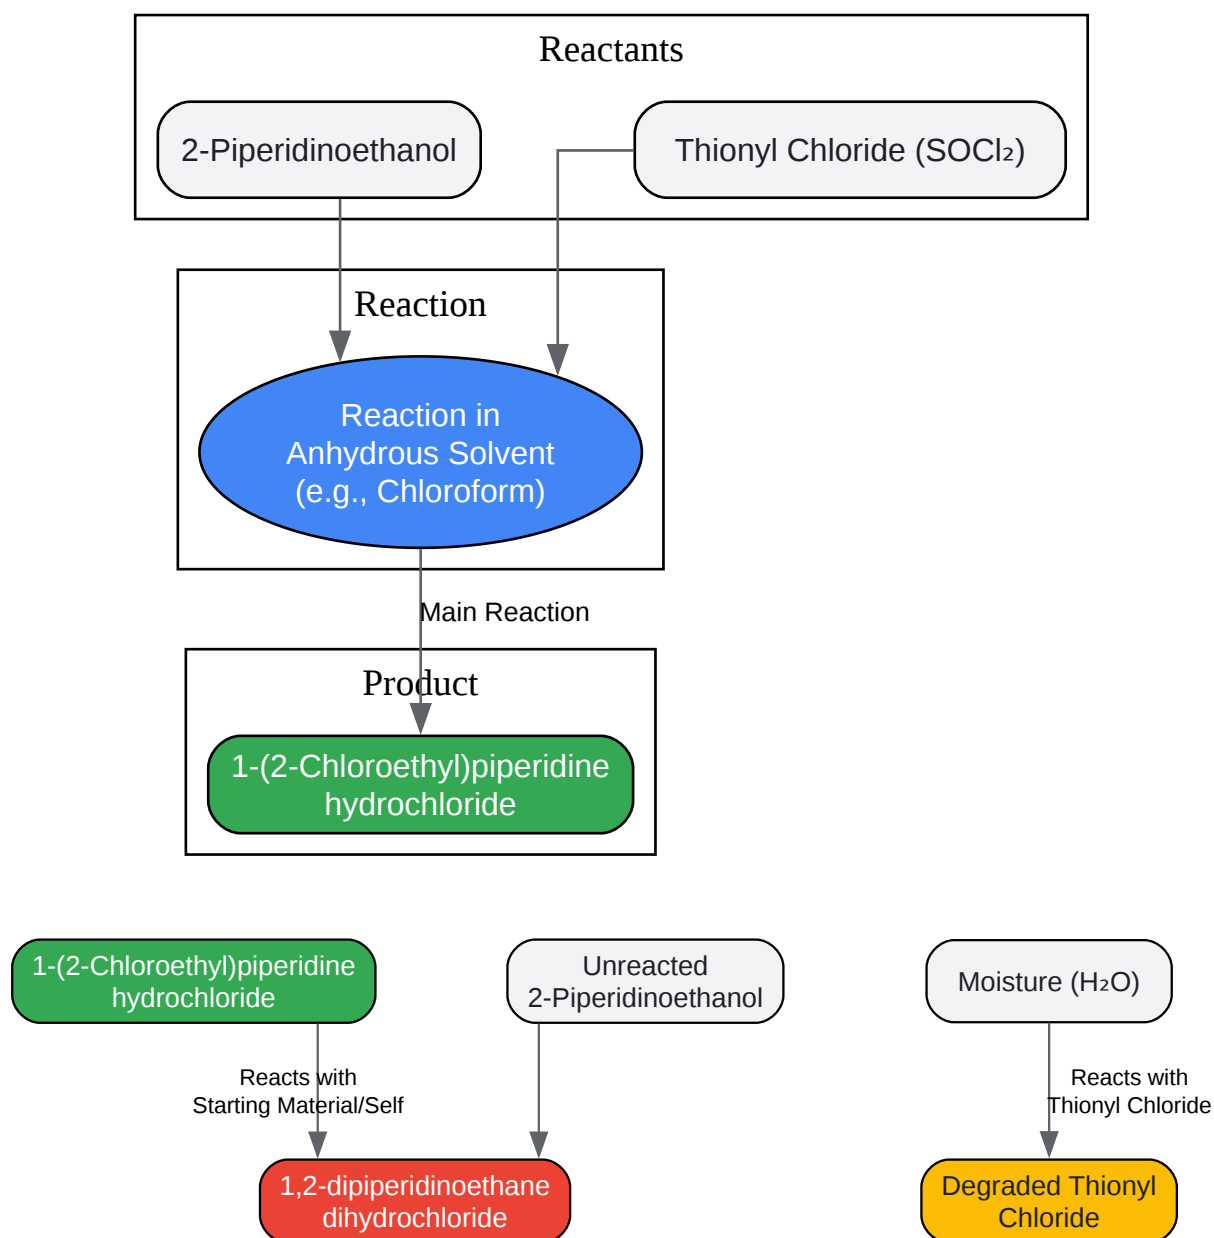 Reactants
2-Piperidinoethanol
Thionyl Chloride (SOCl₂)
Reaction
Reaction in
Anhydrous Solvent
(e.g., Chloroform)
Main Reaction
Product
1-(2-Chloroethyl)piperidine
hydrochloride
1-(2-Chloroethyl)piperidine
hydrochloride
Unreacted
2-Piperidinoethanol
Moisture (H₂O)
Reacts with
Starting Material/Self
Reacts with
Thionyl Chloride
1,2-dipiperidinoethane
dihydrochloride
Degraded Thionyl
Chloride